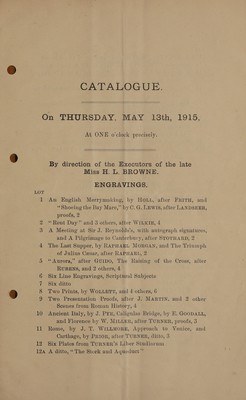 CATALOGUE.
On THURSDAY, MAY 13th, 1915,
At ONE o'clock precisely.
By direction of the Executors of the late
Miss H. L. BROWNE.
ENGRAVINGS.
LOT
1 An English Merrymaking, by HOLL, after FRITH, and
"Shoeing the Bay Mare," by C. G. LEWIS, after LANDSEER,
proofs, 2
2 "Rent Day" and 3 others, after WILKIE, 4
3 A Meeting at Sir J. Reynolds's, with autograph signatures,
and A Pilgrimage to Canterbury, after STOTHARD, 2
4 The Last Supper, by RAPHAEL MORGAN, and The Triumph
of Julius Cæsar, after RAPHAEL, 2
5 "Aurora," after GUIDO, The Raising of the Cross, after
RUBENS, and 2 others, 4
6 Six Line Engravings, Scriptural Subjects
7 Six ditto
8 Two Prints, by WOLLETT, and 4 others, 6
9 Two Presentation Proofs, after J. MARTIN, and 2 other
Scenes from Roman History, 4
10 Ancient Italy, by J. PYE, Caligulas Bridge, by E. GOODALL,
and Florence by W. MILLER, after TURNER, proofs, 3
11 Rome, by J. T. WILLMORE, Approach to Venice, and
Carthage, by PRIOR, after TURNER, ditto, 3
12 Six Plates from TURNER'S Liber Studiorum
12A A ditto, "The Stork and Aqueduct"